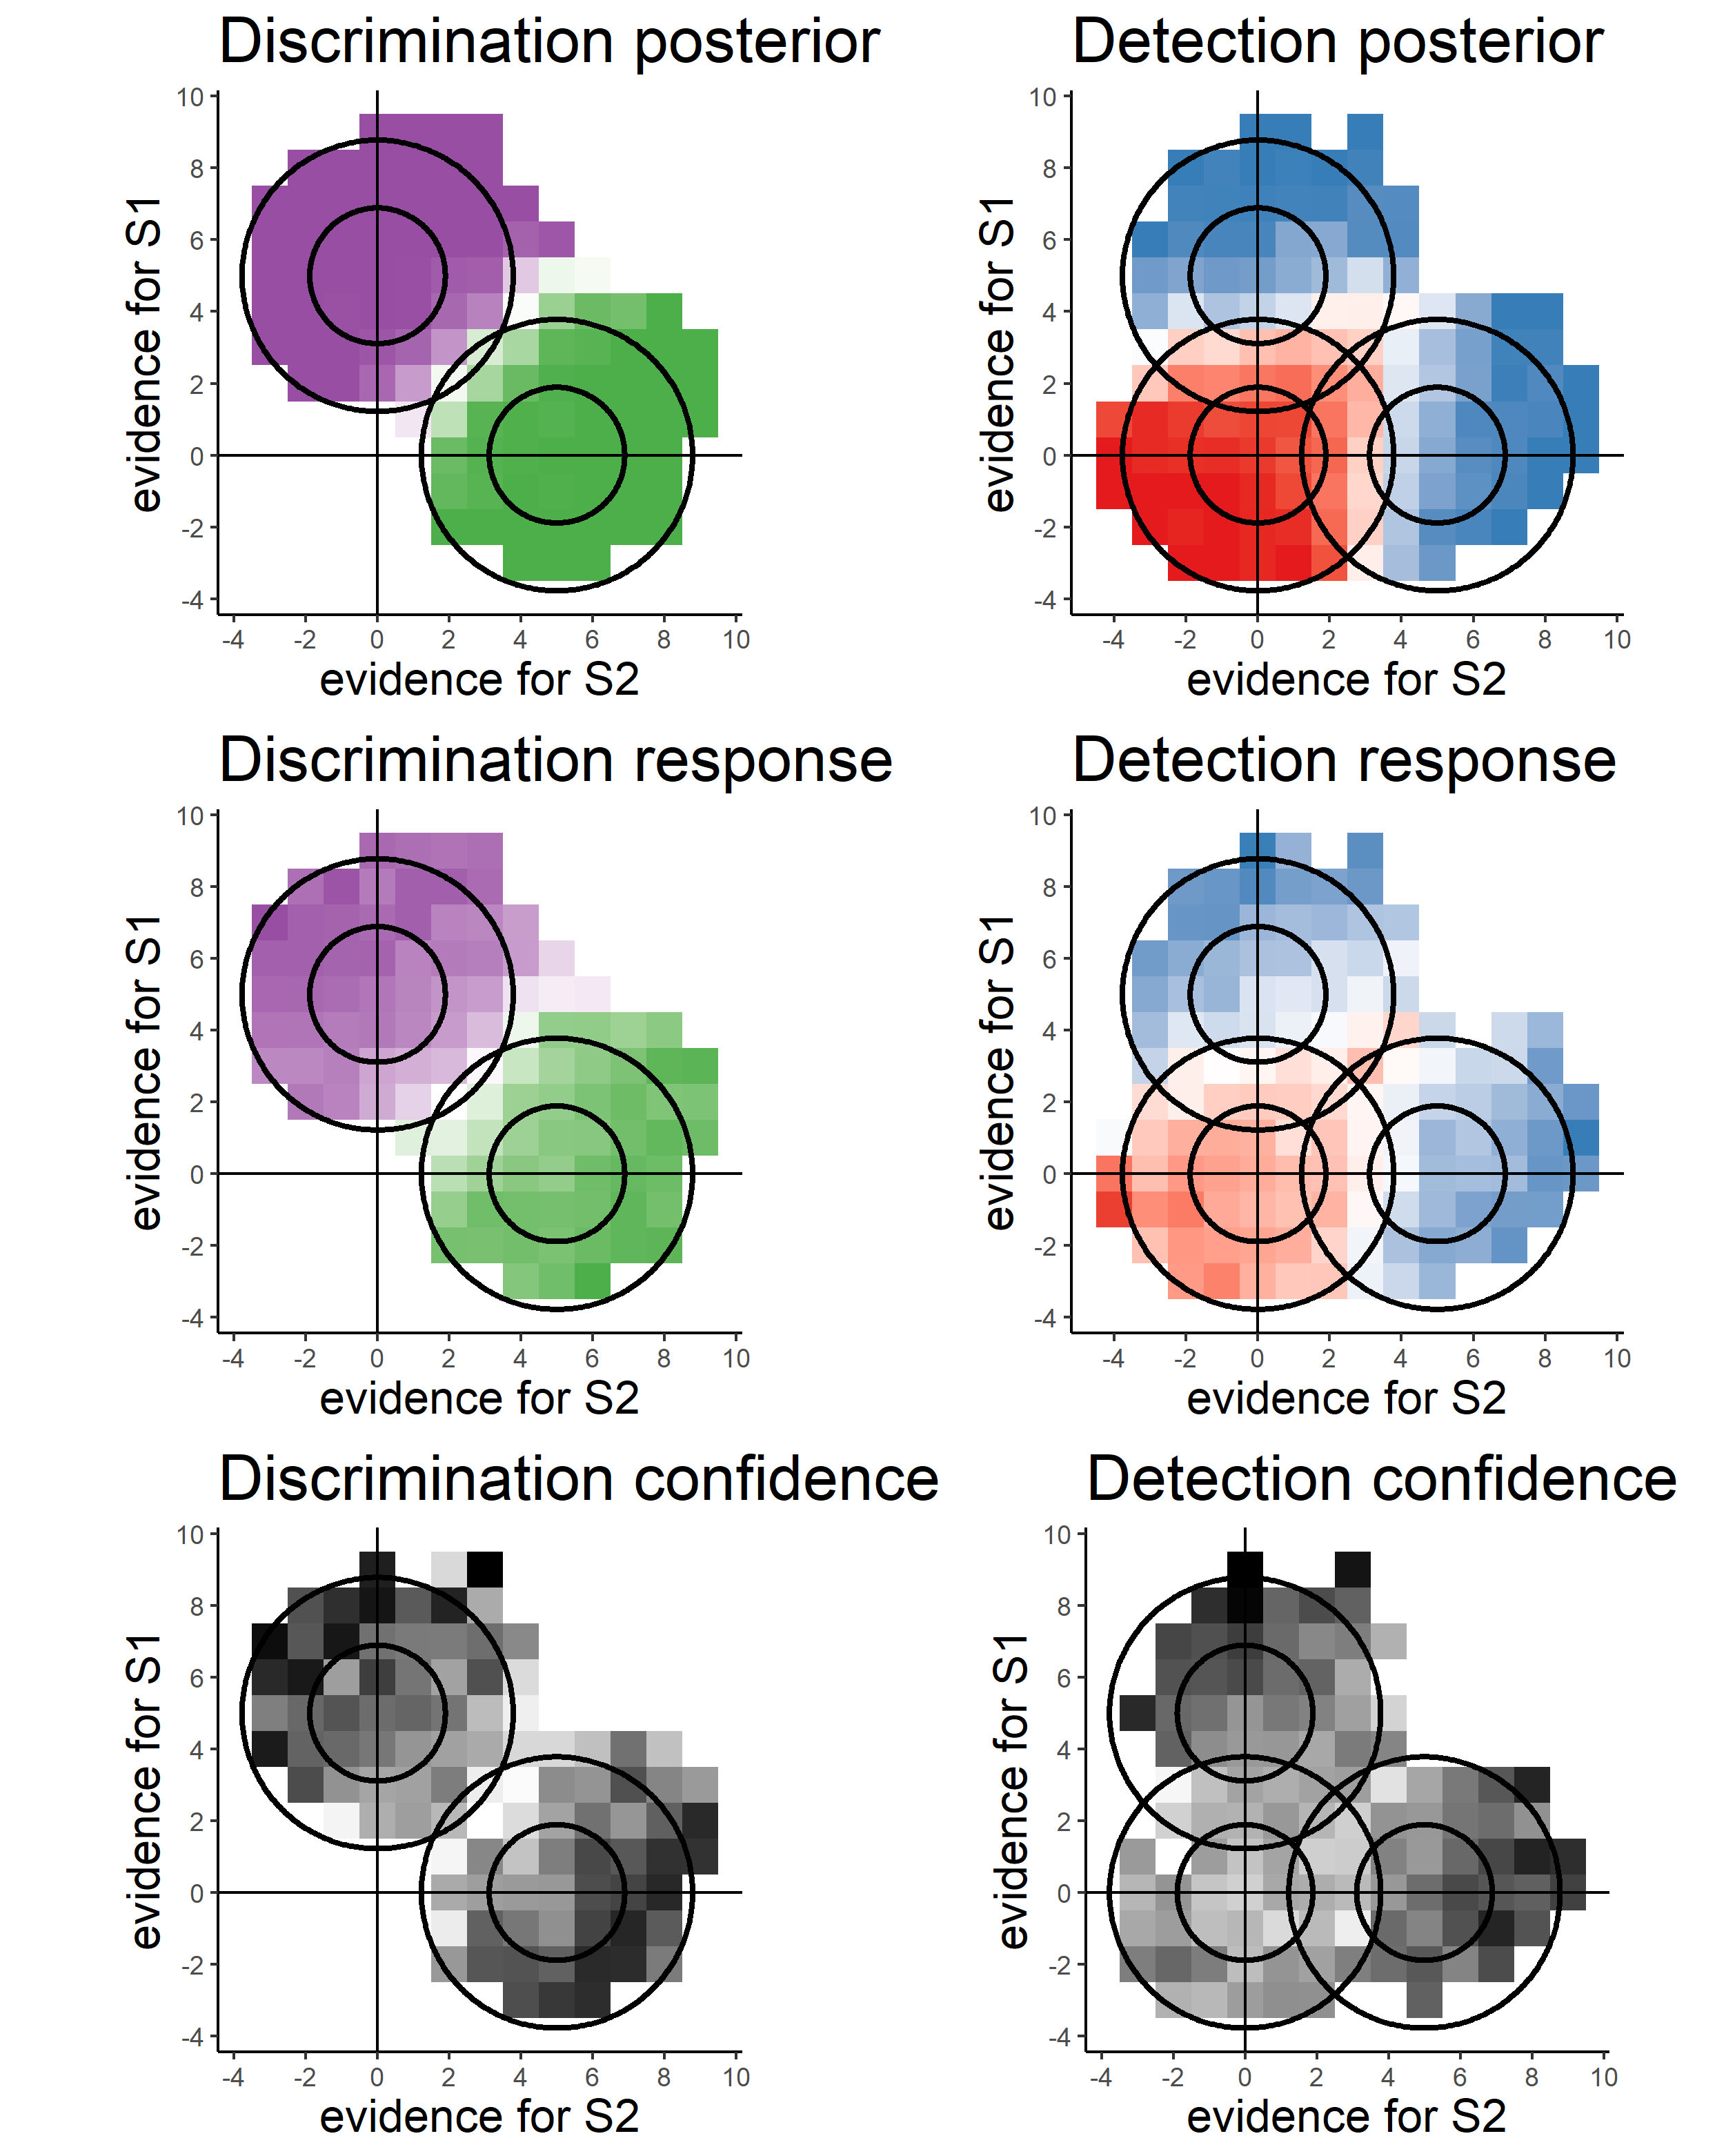 Discrimination posterior
Detection posterior
10
8
6
4
2
0
-2
-4
evidence for S1
-4 -2 0 2 4 6 8 10
evidence for S2
10
8
6
4
2
0
-2
-4
evidence for S1
-4 -2 0 2 4 6 8 10
evidence for S2
Discrimination response
Detection response
10
8
6
4
2
0
-2
-4
evidence for S1
-4 -2 0 2 4 6 8 10
evidence for S2
10
8
6
4
2
0
-2
-4
evidence for S1
-4 -2 0 2 4 6 8 10
evidence for S2
Discrimination confidence
Detection confidence
10
8
6
4
2
0
-2
-4
evidence for S1
-4 -2 0 2 4 6 8 10
evidence for S2
10
8
6
4
2
0
-2
-4
evidence for S1
-4 -2 0 2 4 6 8 10
evidence for S2